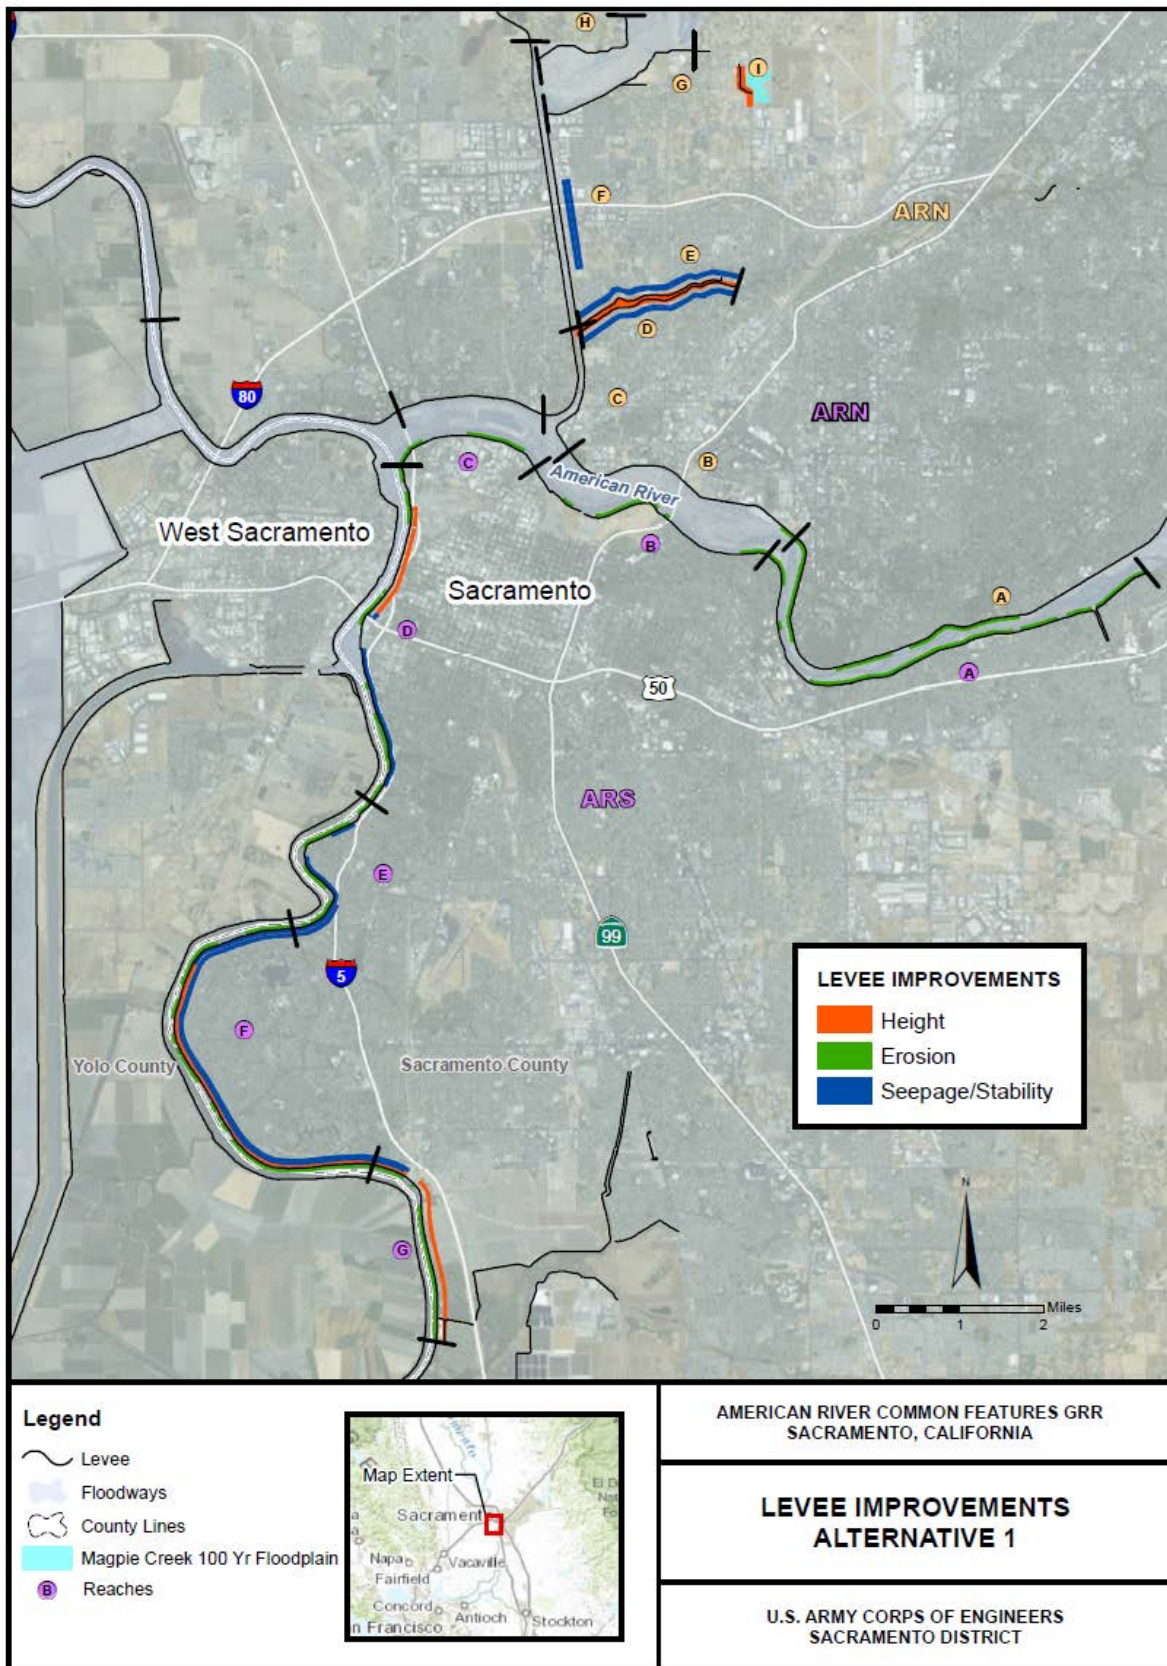 H
I
G
F
ARN
E
D
80
C
ARN
C
B
American River
West Sacramento
B
Sacramento
A
D
A
50
ARS
E
99
5
LEVEE IMPROVEMENTS
Height
Erosion
Seepage/Stability
F
Yolo County
Sacramento County
N
G
Miles
0 1 2
Legend
Levee
Floodways
County Lines
Magpie Creek 100 Yr Floodplain
B Reaches
Map Extent
Sacrament
Napa
Vacaville
Fairfield
Concord
Antioch
Stockton
n Francisco
El D
Nat
Fo
AMERICAN RIVER COMMON FEATURES GRR
SACRAMENTO, CALIFORNIA
LEVEE IMPROVEMENTS
ALTERNATIVE 1
U.S. ARMY CORPS OF ENGINEERS
SACRAMENTO DISTRICT